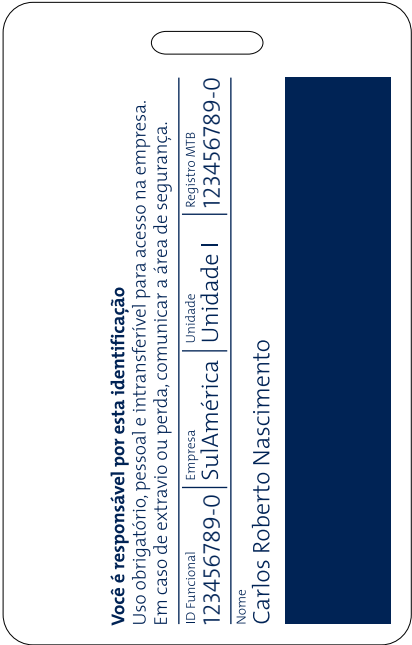 Você é responsável por esta identificação
Uso obrigatório, pessoal e intransferível para acesso na empresa.
Em caso de extravio ou perda, comunicar a área de segurança.
ID Funcional Empresa Unidade Registro MTB
123456789-0 SulAmérica Unidade I 123456789-0
Nome
Carlos Roberto Nascimento